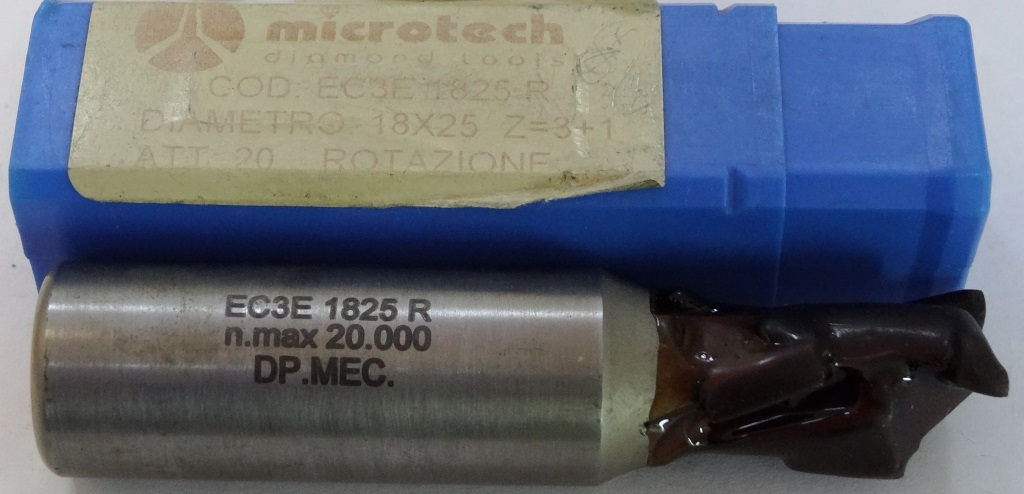 microtech
diamond tools
COD: EC3E 1825 R
DIAMETRO: 18X25 Z=3+1
ATT: 20 ROTAZIONE
EC3E 1825 R
n.max 20.000
DP.MEC.